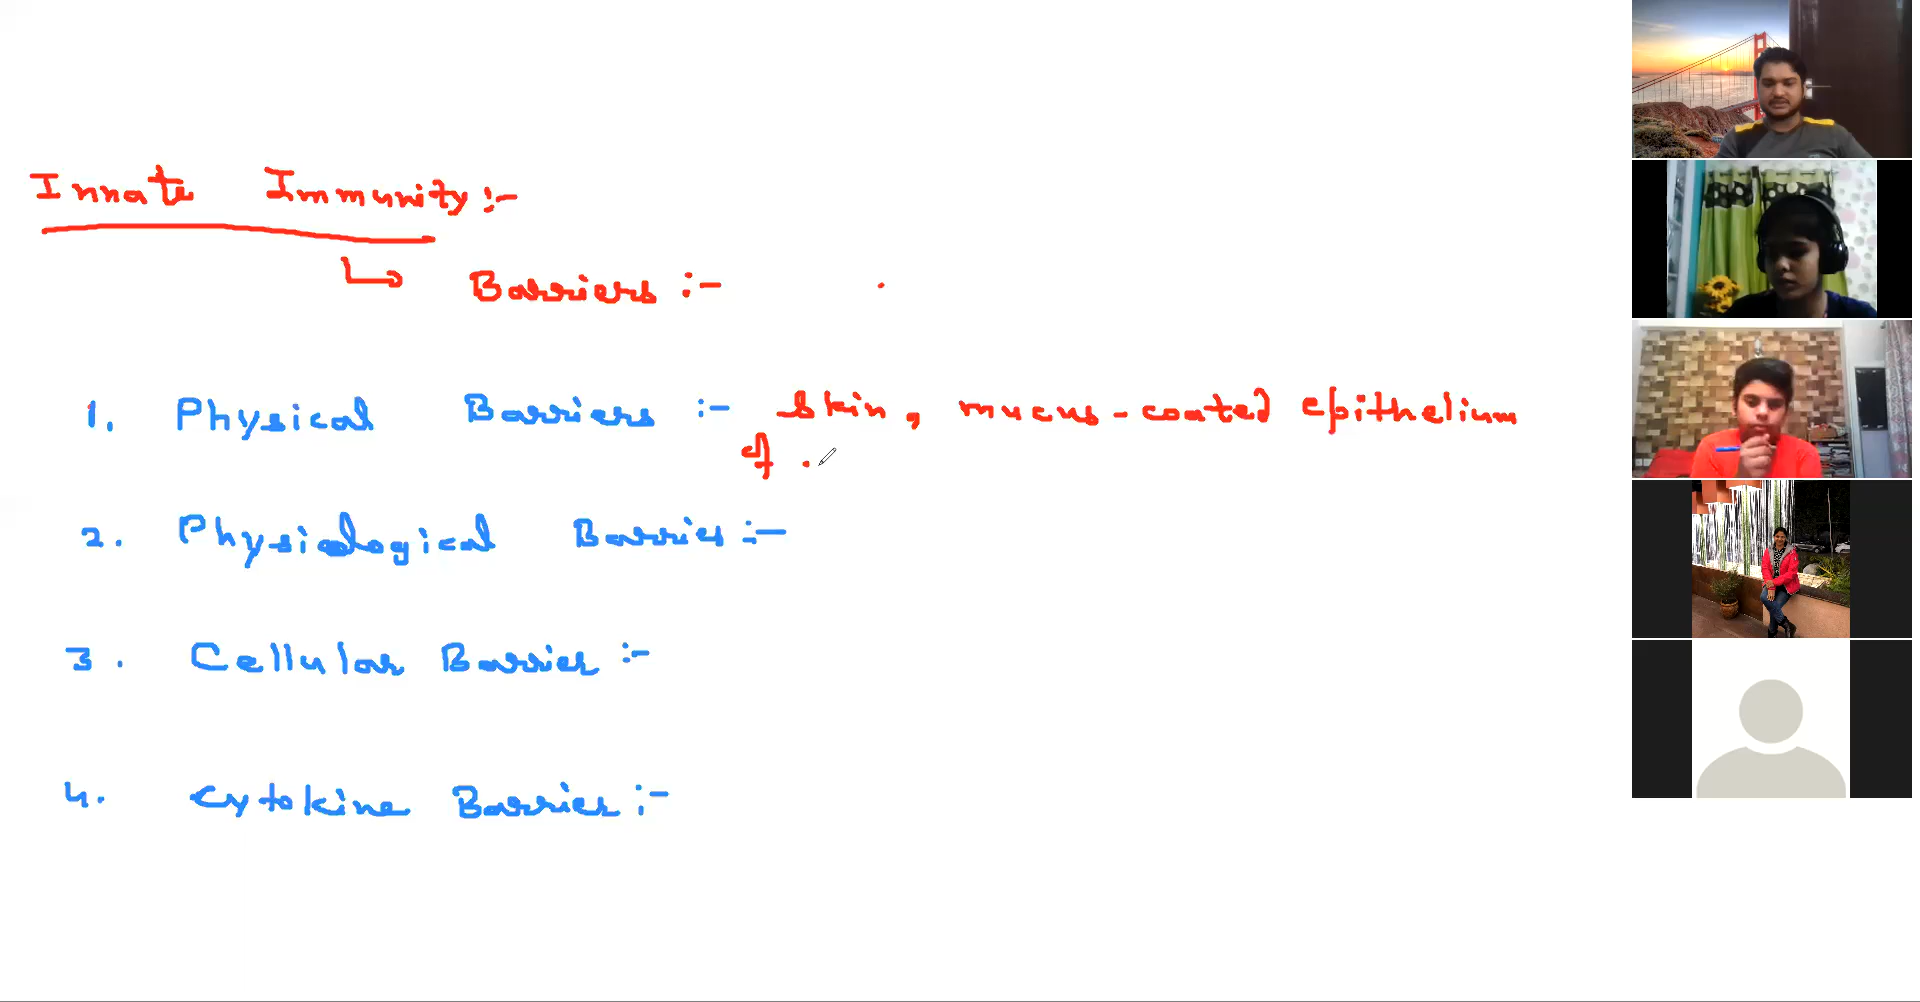 Innate Immunity :-
↳ Barriers :-
1. Physical Barriers :- Skin, mucus-coated epithelium
of .
2. Physiological Barrier :-
3. Cellular Barrier :-
4. Cytokine Barrier :-